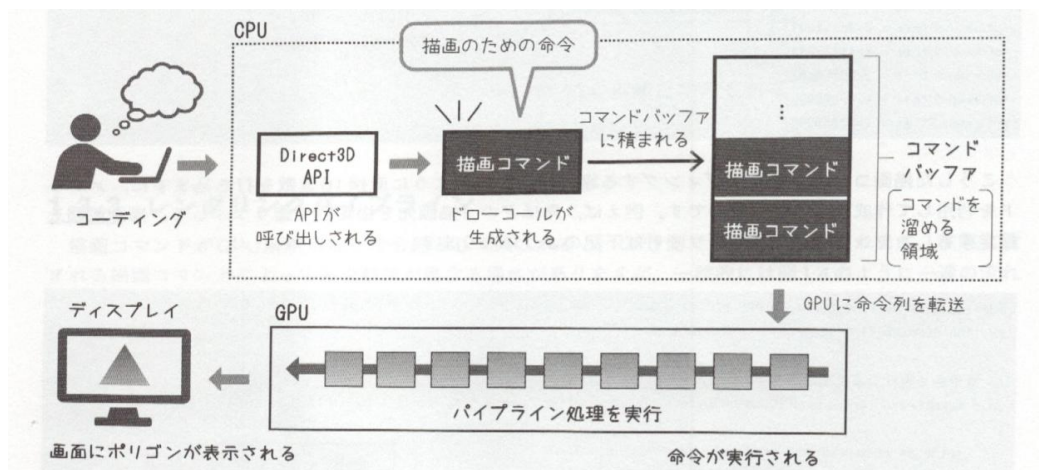 CPU
描画のための命令
コーディング
Direct3D
API
APIが
呼び出しされる
描画コマンド
ドローコールが
生成される
コマンドバッファ
に積まれる
⋮
描画コマンド
描画コマンド
コマンド
バッファ
コマンドを
溜める
領域
GPUに命令列を転送
ディスプレイ
GPU
パイプライン処理を実行
画面にポリゴンが表示される
命令が実行される